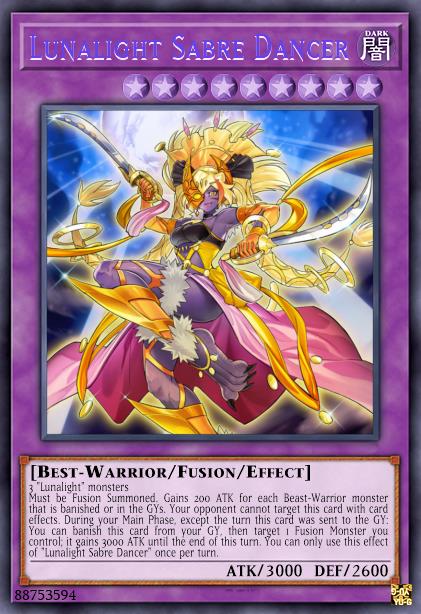 LUNALIGHT SABRE DANCER
DARK
闇
[BEST-WARRIOR/FUSION/EFFECT]
3 "Lunalight" monsters
Must be Fusion Summoned. Gains 200 ATK for each Beast-Warrior monster
that is banished or in the GYs. Your opponent cannot target this card with card
effects. During your Main Phase, except the turn this card was sent to the GY:
You can banish this card from your GY, then target 1 Fusion Monster you
control; it gains 3000 ATK until the end of this turn. You can only use this effect
of "Lunalight Sabre Dancer" once per turn.
ATK/3000 DEF/2600
88753594